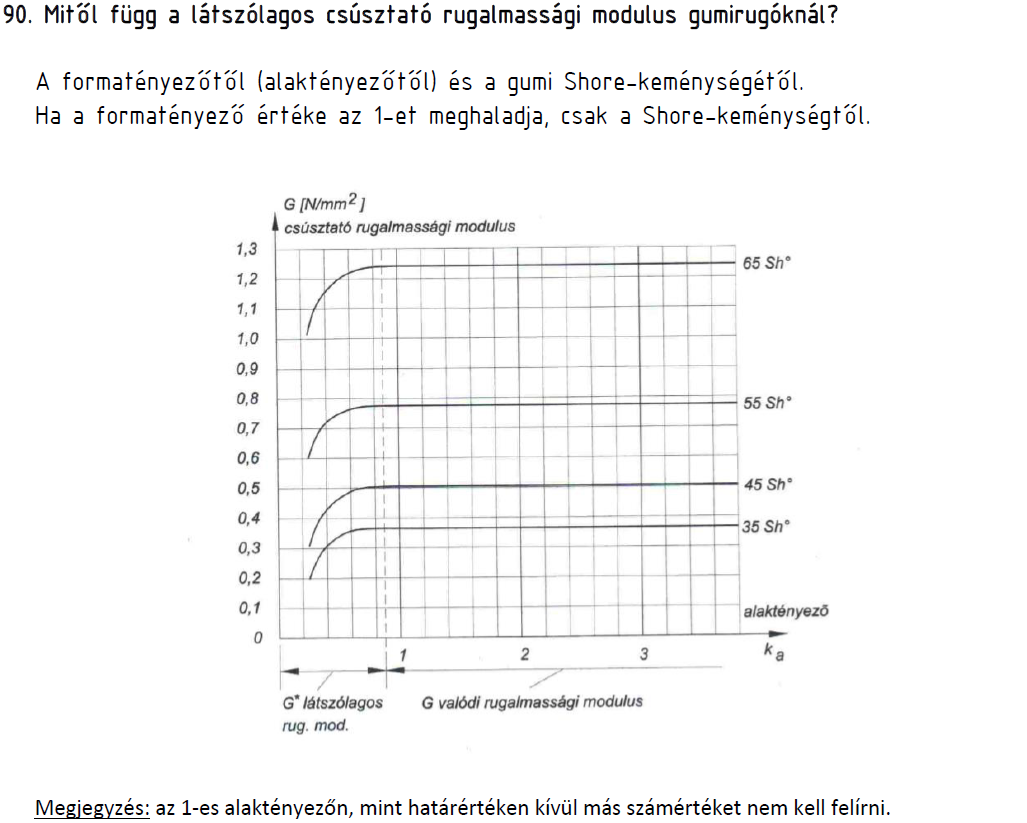 90. Mitől függ a látszólagos csúsztató rugalmassági modulus gumirugóknál?
A formatényezőtől (alaktényezőtől) és a gumi Shore-keménységétől.
Ha a formatényező értéke az 1-et meghaladja, csak a Shore-keménységtől.
G [N/mm2]
csúsztató rugalmassági modulus
1,3
65 Sh°
1,2
1,1
1,0
0,9
0,8
55 Sh°
0,7
0,6
0,5
45 Sh°
0,4
35 Sh°
0,3
0,2
0,1
alaktényező
0
1
2
3
ka
G* látszólagos
rug. mod.
G valódi rugalmassági modulus
Megjegyzés: az 1-es alaktényezőn, mint határértéken kívül más számértéket nem kell felírni.